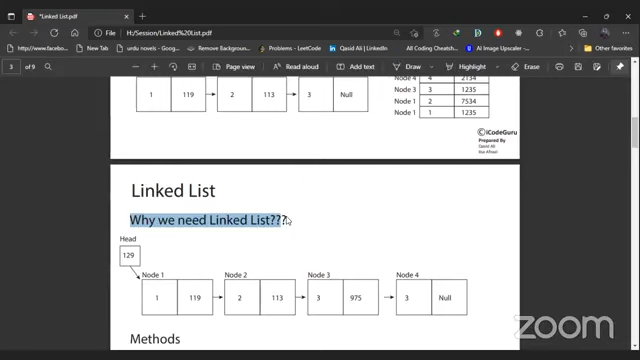 *Linked List.pdf
H:/Session/Linked%20List.pdf
https://www.facebo...
New Tab
urdu novels
Remove Background...
Problems - LeetCode
Qasid Ali | LinkedIn
All Coding Cheatsh...
AI Image Upscaler -...
Other favorites
3 of 9
Page view
Read aloud
Add text
Draw
Highlight
Erase
1 119 2 113 3 Null
Node 4 4 2134
Node 3 3 1235
Node 1 2 7534
Node 1 1 1235
iCodeGuru
Prepared By
Linked List
Why we need Linked List???
Head
129
Node 1 Node 2 Node 3 Node 4
1 119 2 113 3 975 3 Null
Methods
zoom